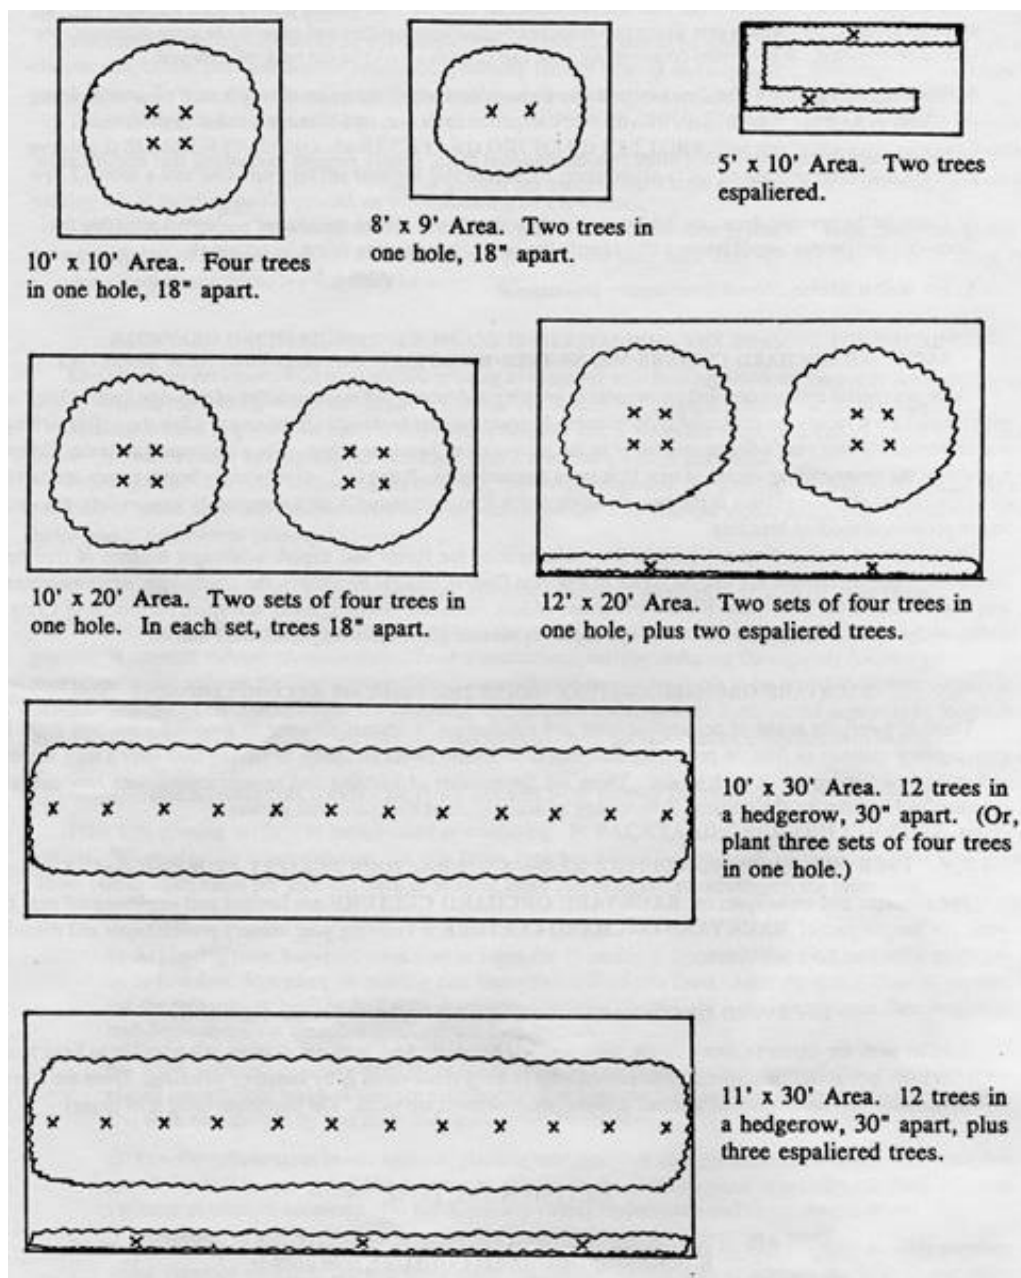 10' x 10' Area. Four trees
in one hole, 18" apart.
8' x 9' Area. Two trees in
one hole, 18" apart.
5' x 10' Area. Two trees
espaliered.
10' x 20' Area. Two sets of four trees in
one hole. In each set, trees 18" apart.
12' x 20' Area. Two sets of four trees in
one hole, plus two espaliered trees.
10' x 30' Area. 12 trees in
a hedgerow, 30" apart. (Or,
plant three sets of four trees
in one hole.)
11' x 30' Area. 12 trees in
a hedgerow, 30" apart, plus
three espaliered trees.